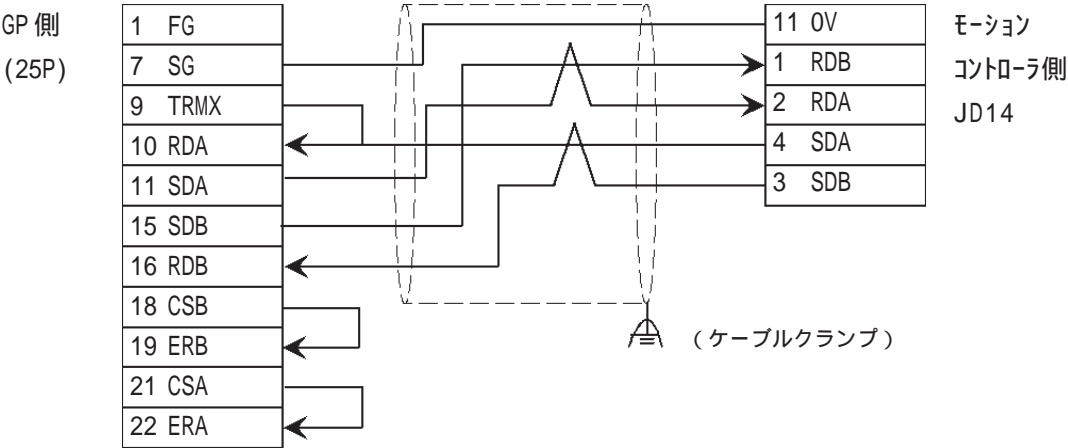 GP 側
(25P)
1 FG
7 SG
9 TRMX
10 RDA
11 SDA
15 SDB
16 RDB
18 CSB
19 ERB
21 CSA
22 ERA
11 0V
1 RDB
2 RDA
4 SDA
3 SDB
ﾓｰｼｮﾝ
ｺﾝﾄﾛｰﾗ側
JD14
(ケーブルクランプ)